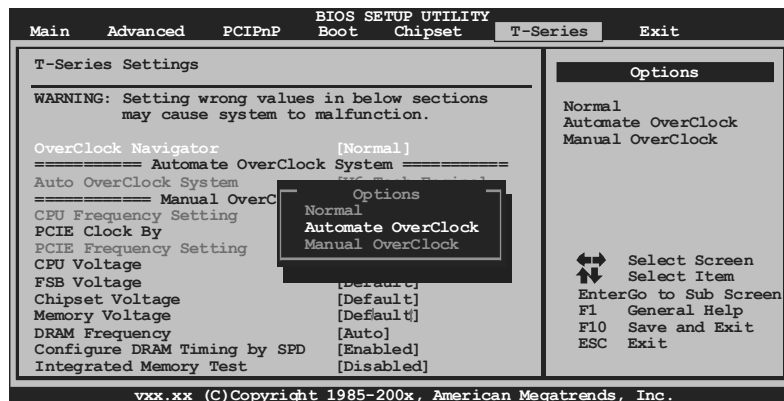 BIOS SETUP UTILITY
Main Advanced PCIPnP Boot Chipset T-Series Exit
T-Series Settings
WARNING: Setting wrong values in below sections
may cause system to malfunction.
OverClock Navigator [Normal]
=========== Automate OverClock System ===========
Auto OverClock System
=========== Manual OverC
CPU Frequency Setting
PCIE Clock By
PCIE Frequency Setting
CPU Voltage
FSB Voltage [Default]
Chipset Voltage [Default]
Memory Voltage [Default]
DRAM Frequency [Auto]
Configure DRAM Timing by SPD [Enabled]
Integrated Memory Test [Disabled]
Options
Normal
Automate OverClock
Manual OverClock
Options
Normal
Automate OverClock
Manual OverClock
Select Screen
Select Item
EnterGo to Sub Screen
F1 General Help
F10 Save and Exit
ESC Exit
vxx.xx (C)Copyright 1985-200x, American Megatrends, Inc.